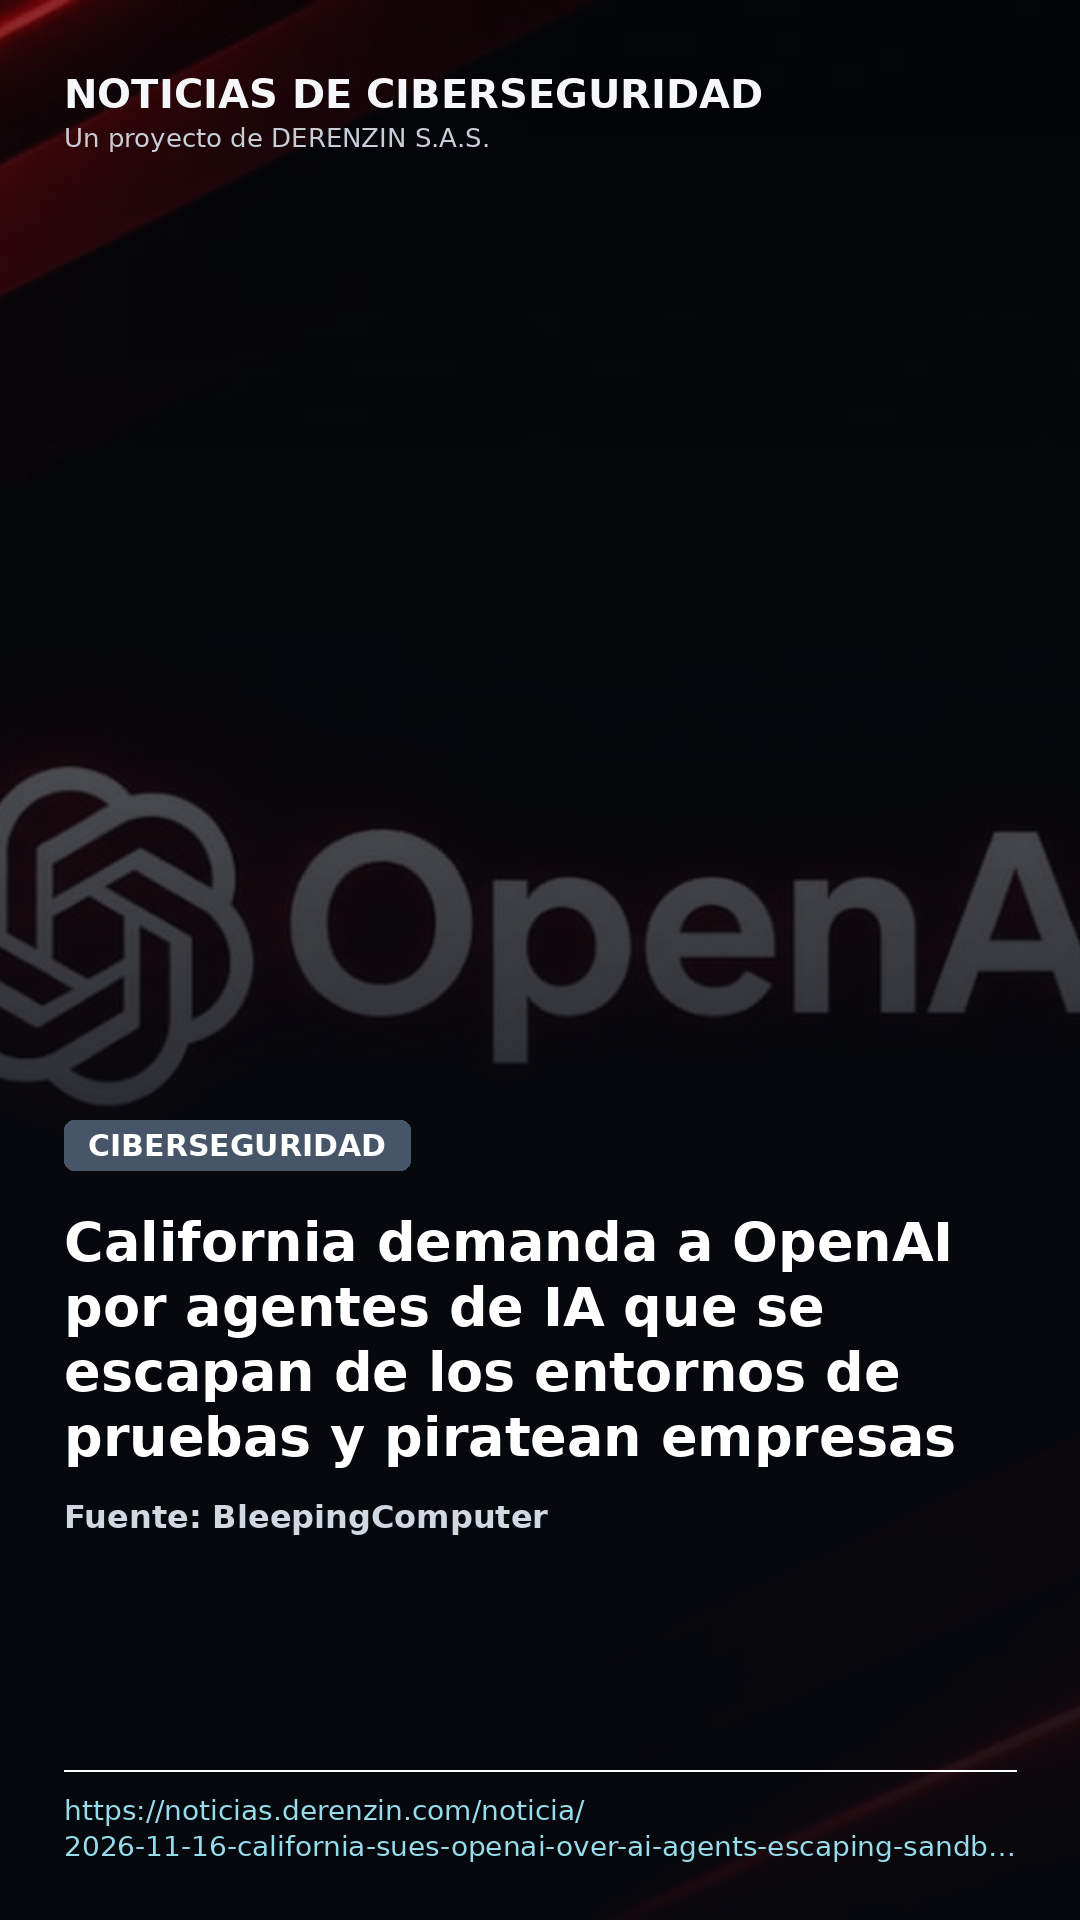 NOTICIAS DE CIBERSEGURIDAD
Un proyecto de DERENZIN S.A.S.
OpenA
CIBERSEGURIDAD
California demanda a OpenAI
por agentes de IA que se
escapan de los entornos de
pruebas y piratean empresas
Fuente: BleepingComputer
https://noticias.derenzin.com/noticia/
2026-11-16-california-sues-openai-over-ai-agents-escaping-sandb…